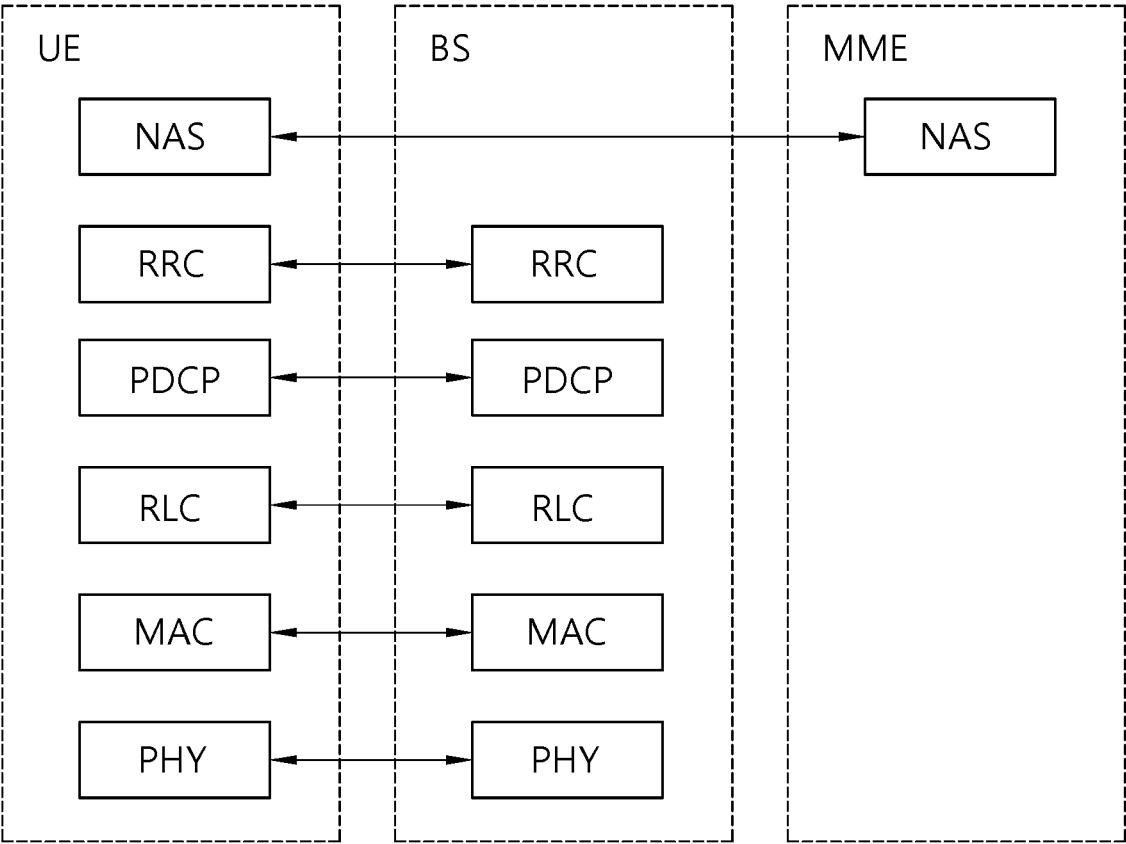 UE BS MME
NAS NAS
RRC RRC
PDCP PDCP
RLC RLC
MAC MAC
PHY PHY